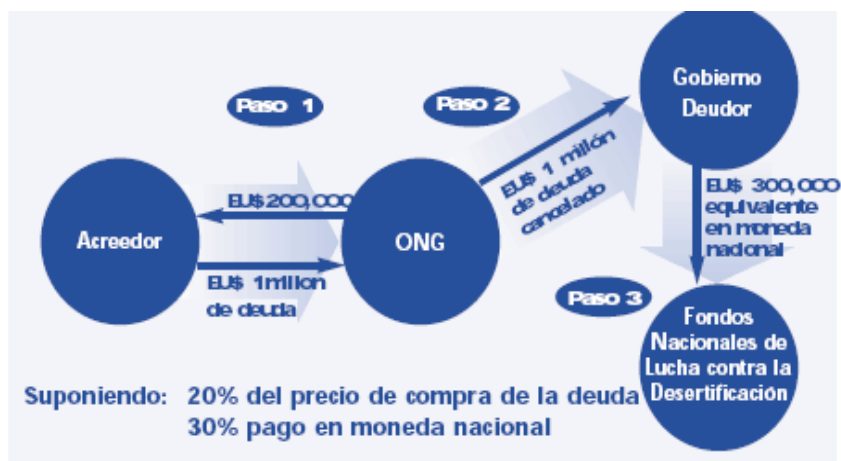 Paso 1
Paso 2
Gobierno
Deudor
EU$ 200,000
EU$ 1 millón
de deuda
cancelado
EU$ 300,000
equivalente
en moneda
nacional
Acreedor
ONG
EU$ 1 millon
de deuda
Paso 3
Fondos
Nacionales de
Lucha contra la
Desertificación
Suponiendo: 20% del precio de compra de la deuda
30% pago en moneda nacional